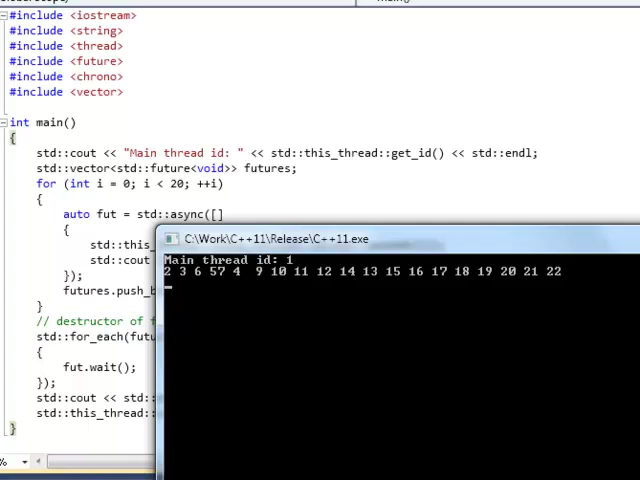 #include <iostream>
#include <string>
#include <thread>
#include <future>
#include <chrono>
#include <vector>
int main()
{
std::cout << "Main thread id: " << std::this_thread::get_id() << std::endl;
std::vector<std::future<void>> futures;
for (int i = 0; i < 20; ++i)
{
auto fut = std::async([]
{
std::this_
std::cout
});
futures.push_b
}
// destructor of f
std::for_each(futu
{
fut.wait();
});
std::cout << std::
std::this_thread::
}
C:\Work\C++11\Release\C++11.exe
Main thread id: 1
2 3 6 57 4  9 10 11 12 14 13 15 16 17 18 19 20 21 22
%